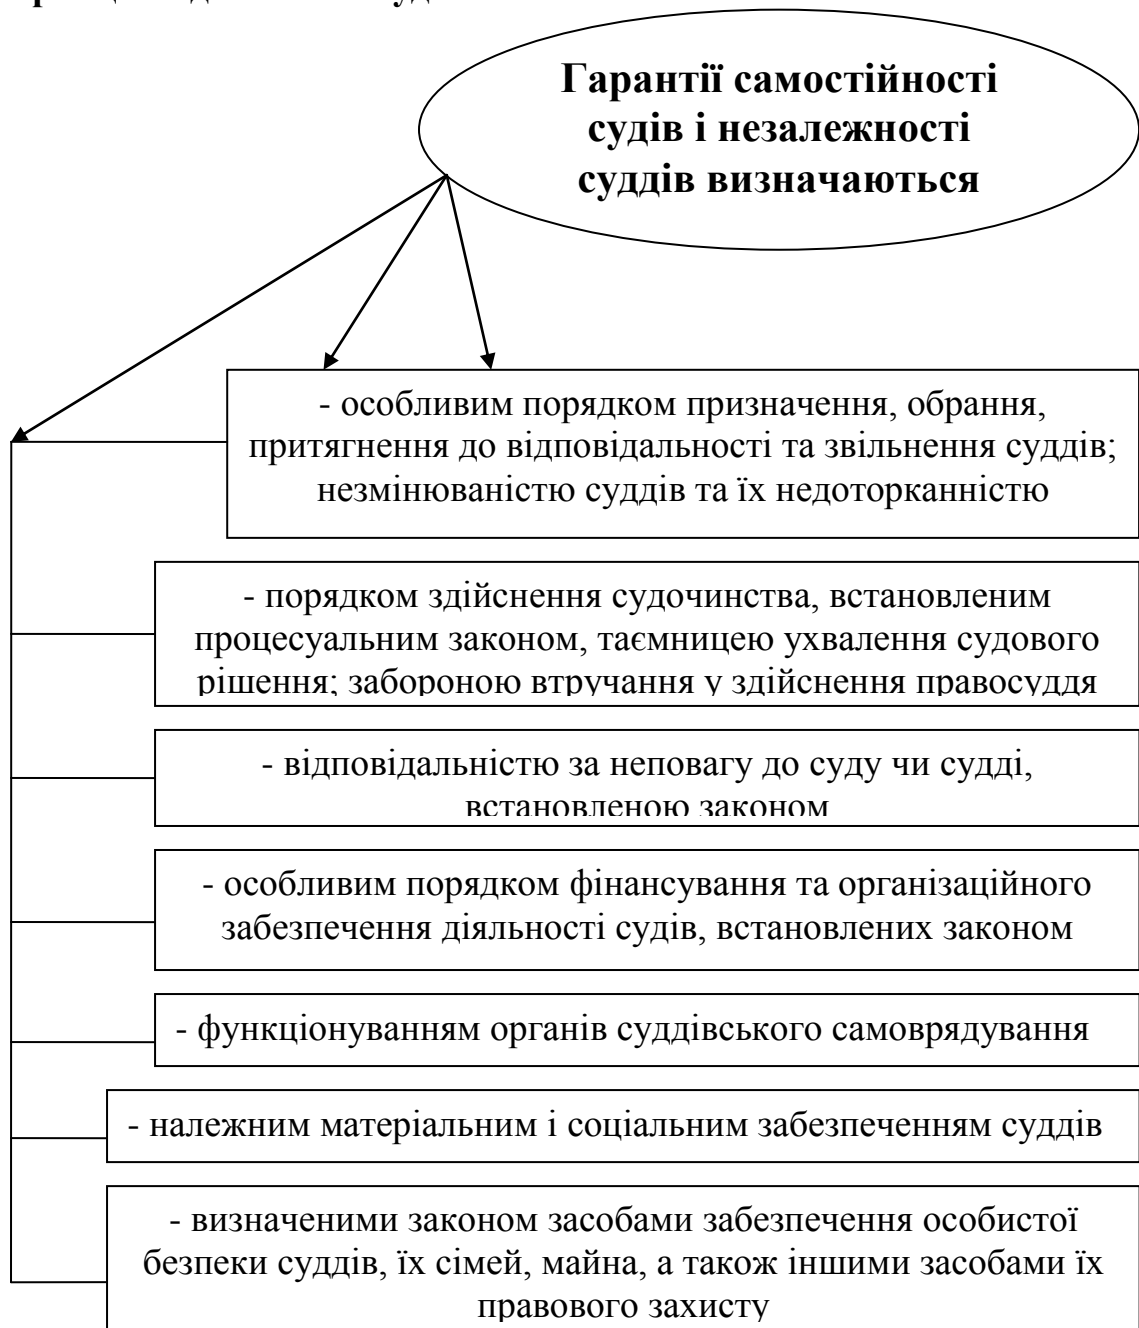 Гарантії самостійності
судів і незалежності
суддів визначаються
- особливим порядком призначення, обрання,
притягнення до відповідальності та звільнення суддів;
незмінюваністю суддів та їх недоторканністю
- порядком здійснення судочинства, встановленим
процесуальним законом, таємницею ухвалення судового
рішення; забороною втручання у здійснення правосуддя
- відповідальністю за неповагу до суду чи судді,
встановленою законом
- особливим порядком фінансування та організаційного
забезпечення діяльності судів, встановлених законом
- функціонуванням органів суддівського самоврядування
- належним матеріальним і соціальним забезпеченням суддів
- визначеними законом засобами забезпечення особистої
безпеки суддів, їх сімей, майна, а також іншими засобами їх
правового захисту